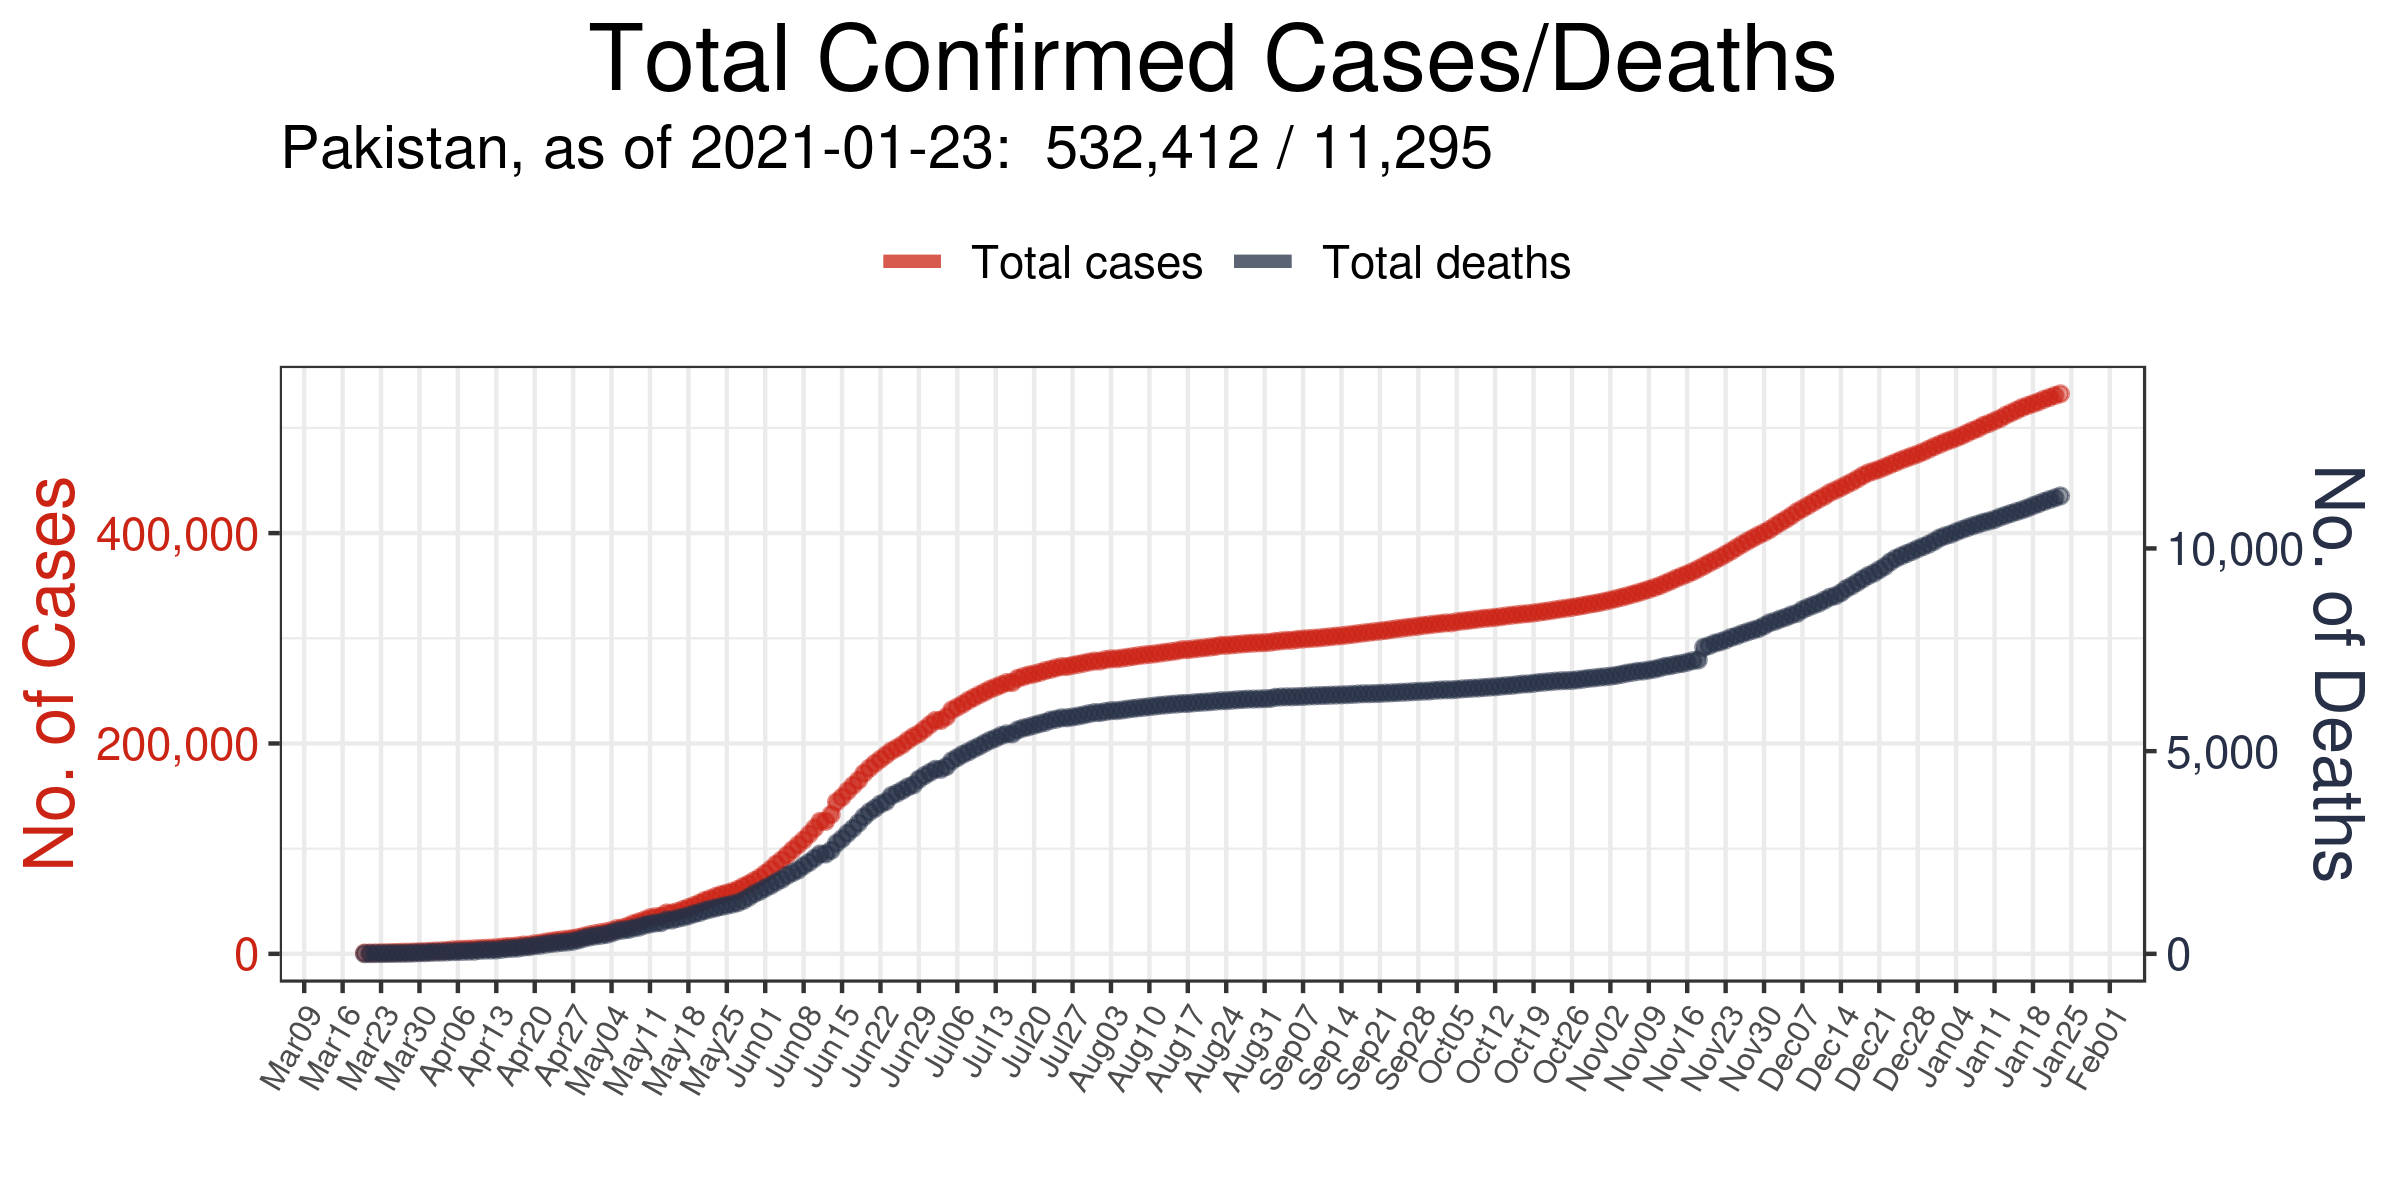 Total Confirmed Cases/Deaths
Pakistan, as of 2021-01-23:  532,412 / 11,295
Total cases
Total deaths
No. of Cases
400,000
200,000
0
10,000
5,000
0
No. of Deaths
Mar09
Mar16
Mar23
Mar30
Apr06
Apr13
Apr20
Apr27
May04
May11
May18
May25
Jun01
Jun08
Jun15
Jun22
Jun29
Jul06
Jul13
Jul20
Jul27
Aug03
Aug10
Aug17
Aug24
Aug31
Sep07
Sep14
Sep21
Sep28
Oct05
Oct12
Oct19
Oct26
Nov02
Nov09
Nov16
Nov23
Nov30
Dec07
Dec14
Dec21
Dec28
Jan04
Jan11
Jan18
Jan25
Feb01